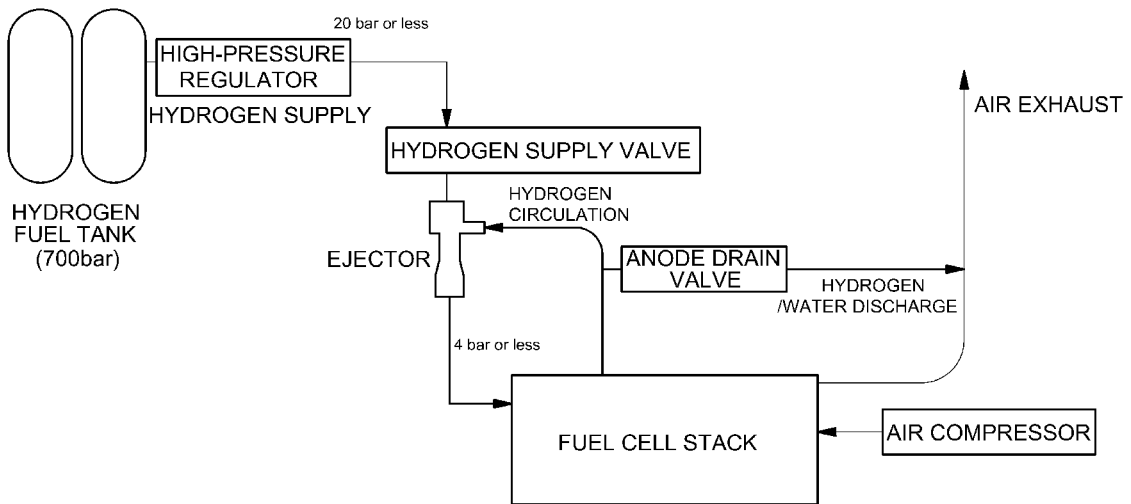 20 bar or less
HIGH-PRESSURE
REGULATOR
HYDROGEN SUPPLY
AIR EXHAUST
HYDROGEN SUPPLY VALVE
HYDROGEN
FUEL TANK
(700bar)
HYDROGEN
CIRCULATION
EJECTOR
ANODE DRAIN
VALVE
HYDROGEN
/WATER DISCHARGE
4 bar or less
FUEL CELL STACK
AIR COMPRESSOR